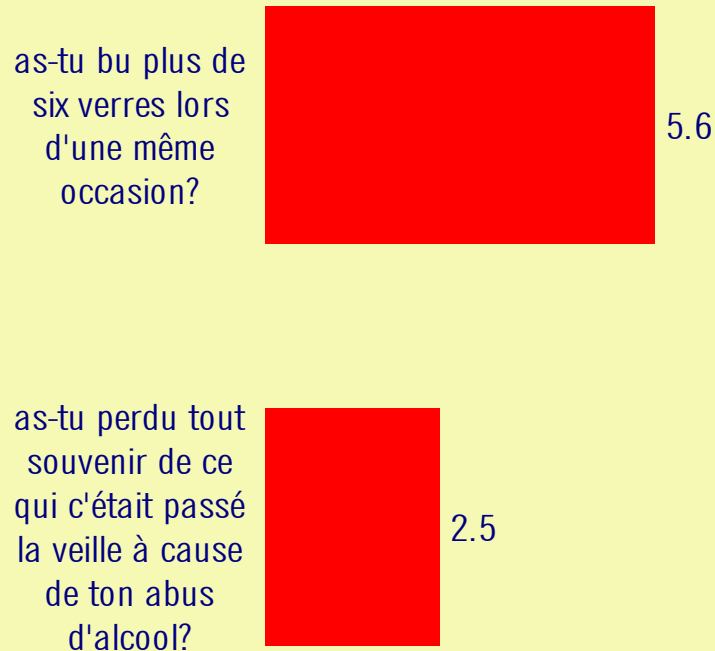 as-tu bu plus de
six verres lors
d'une même
occasion?
5.6
as-tu perdu tout
souvenir de ce
qui c'était passé
la veille à cause
de ton abus
d'alcool?
2.5